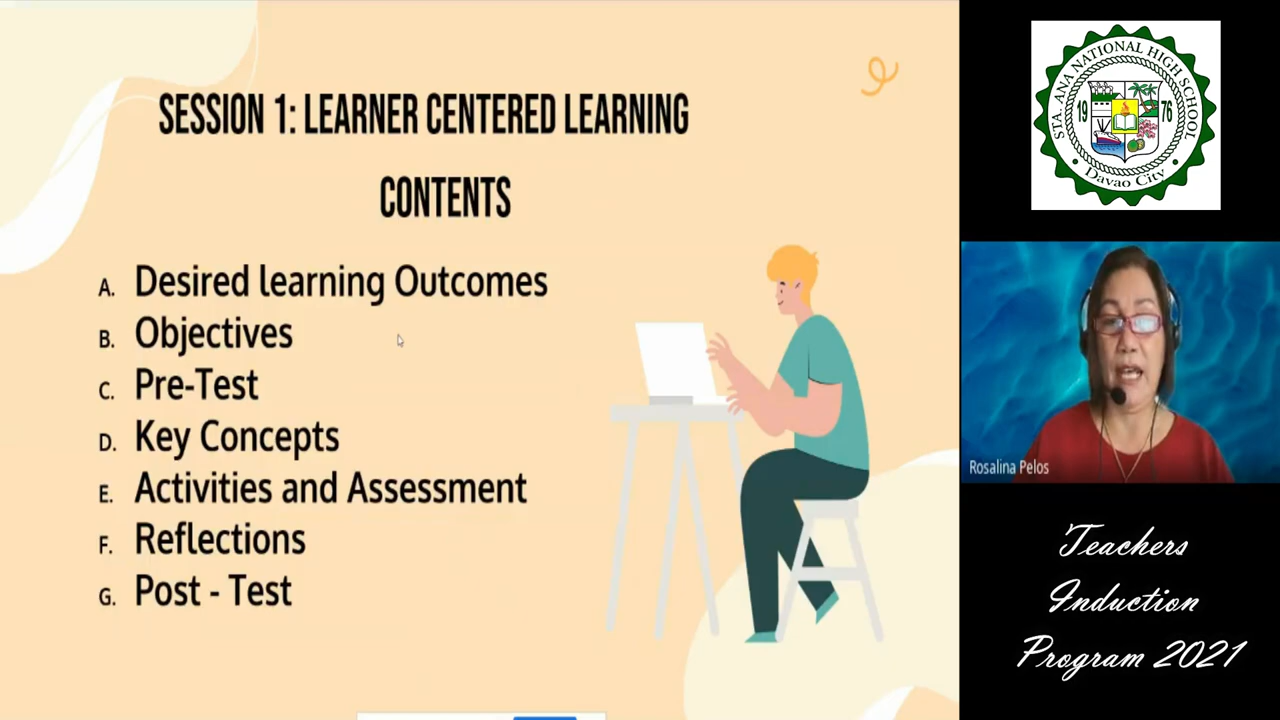 SESSION 1: LEARNER CENTERED LEARNING
CONTENTS
A. Desired learning Outcomes
B. Objectives
C. Pre-Test
D. Key Concepts
E. Activities and Assessment
F. Reflections
G. Post - Test
STA. ANA NATIONAL HIGH SCHOOL
19 76
Davao City
Rosalina Pelos
Teachers
Induction
Program 2021